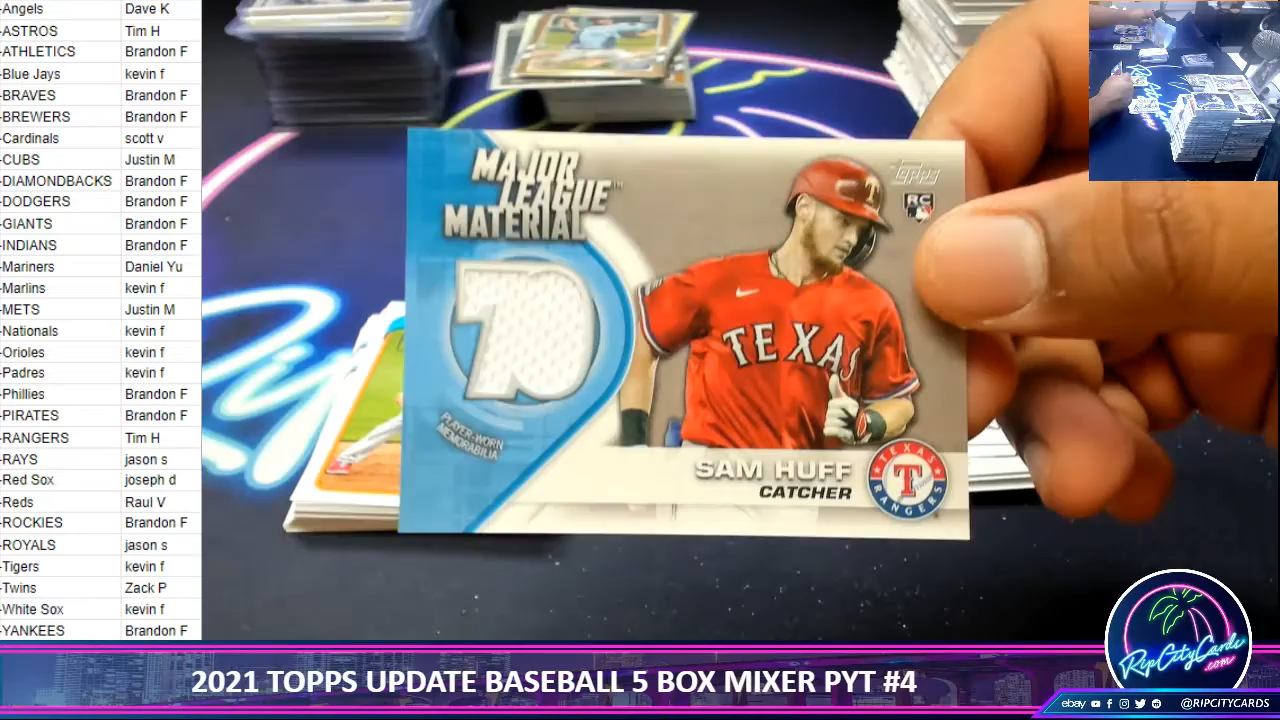 -Angels Dave K
-ASTROS Tim H
-ATHLETICS Brandon F
-Blue Jays kevin f
-BRAVES Brandon F
-BREWERS Brandon F
-Cardinals scott v
-CUBS Justin M
-DIAMONDBACKS Brandon F
-DODGERS Brandon F
-GIANTS Brandon F
-INDIANS Brandon F
-Mariners Daniel Yu
-Marlins kevin f
-METS Justin M
-Nationals kevin f
-Orioles kevin f
-Padres kevin f
-Phillies Brandon F
-PIRATES Brandon F
-RANGERS Tim H
-RAYS jason s
-Red Sox joseph d
-Reds Raul V
-ROCKIES Brandon F
-ROYALS jason s
-Tigers kevin f
-Twins Zack P
-White Sox kevin f
-YANKEES Brandon F
MAJOR
LEAGUE
MATERIAL™
topps
RC
70
PLAYER-WORN
MEMORABILIA
T
TEXAS
SAM HUFF
CATCHER
TEXAS
T
RANGERS
RipCityCards
.com
2021 TOPPS UPDATE BASEBALL 5 BOX MIXER PYT #4
ebay @RIPCITYCARDS